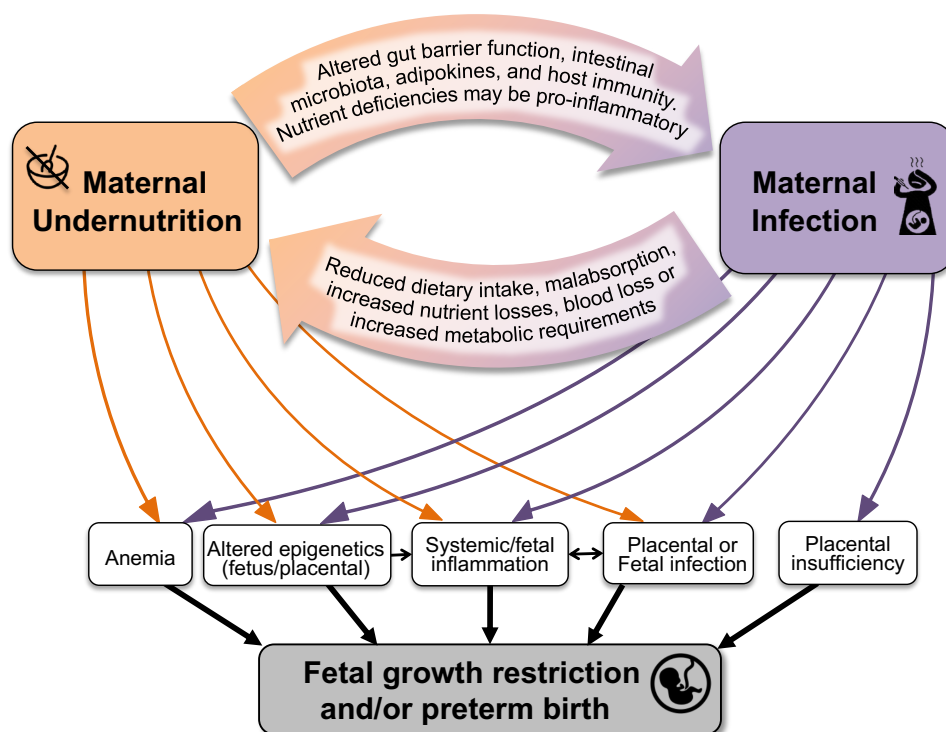 Altered gut barrier function, intestinal
microbiota, adipokines, and host immunity.
Nutrient deficiencies may be pro-inflammatory
Maternal
Undernutrition
Maternal
Infection
Reduced dietary intake, malabsorption,
increased nutrient losses, blood loss or
increased metabolic requirements
Anemia
Altered epigenetics
(fetus/placental)
Systemic/fetal
inflammation
Placental or
Fetal infection
Placental
insufficiency
Fetal growth restriction
and/or preterm birth